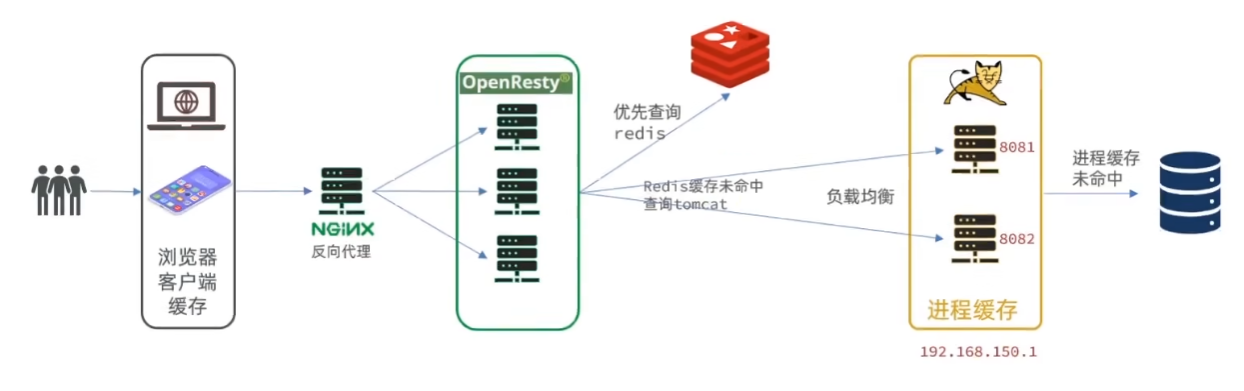 浏览器
客户端
缓存
NGINX
反向代理
OpenResty®
优先查询
redis
Redis缓存未命中
查询tomcat
负载均衡
8081
8082
进程缓存
192.168.150.1
进程缓存
未命中